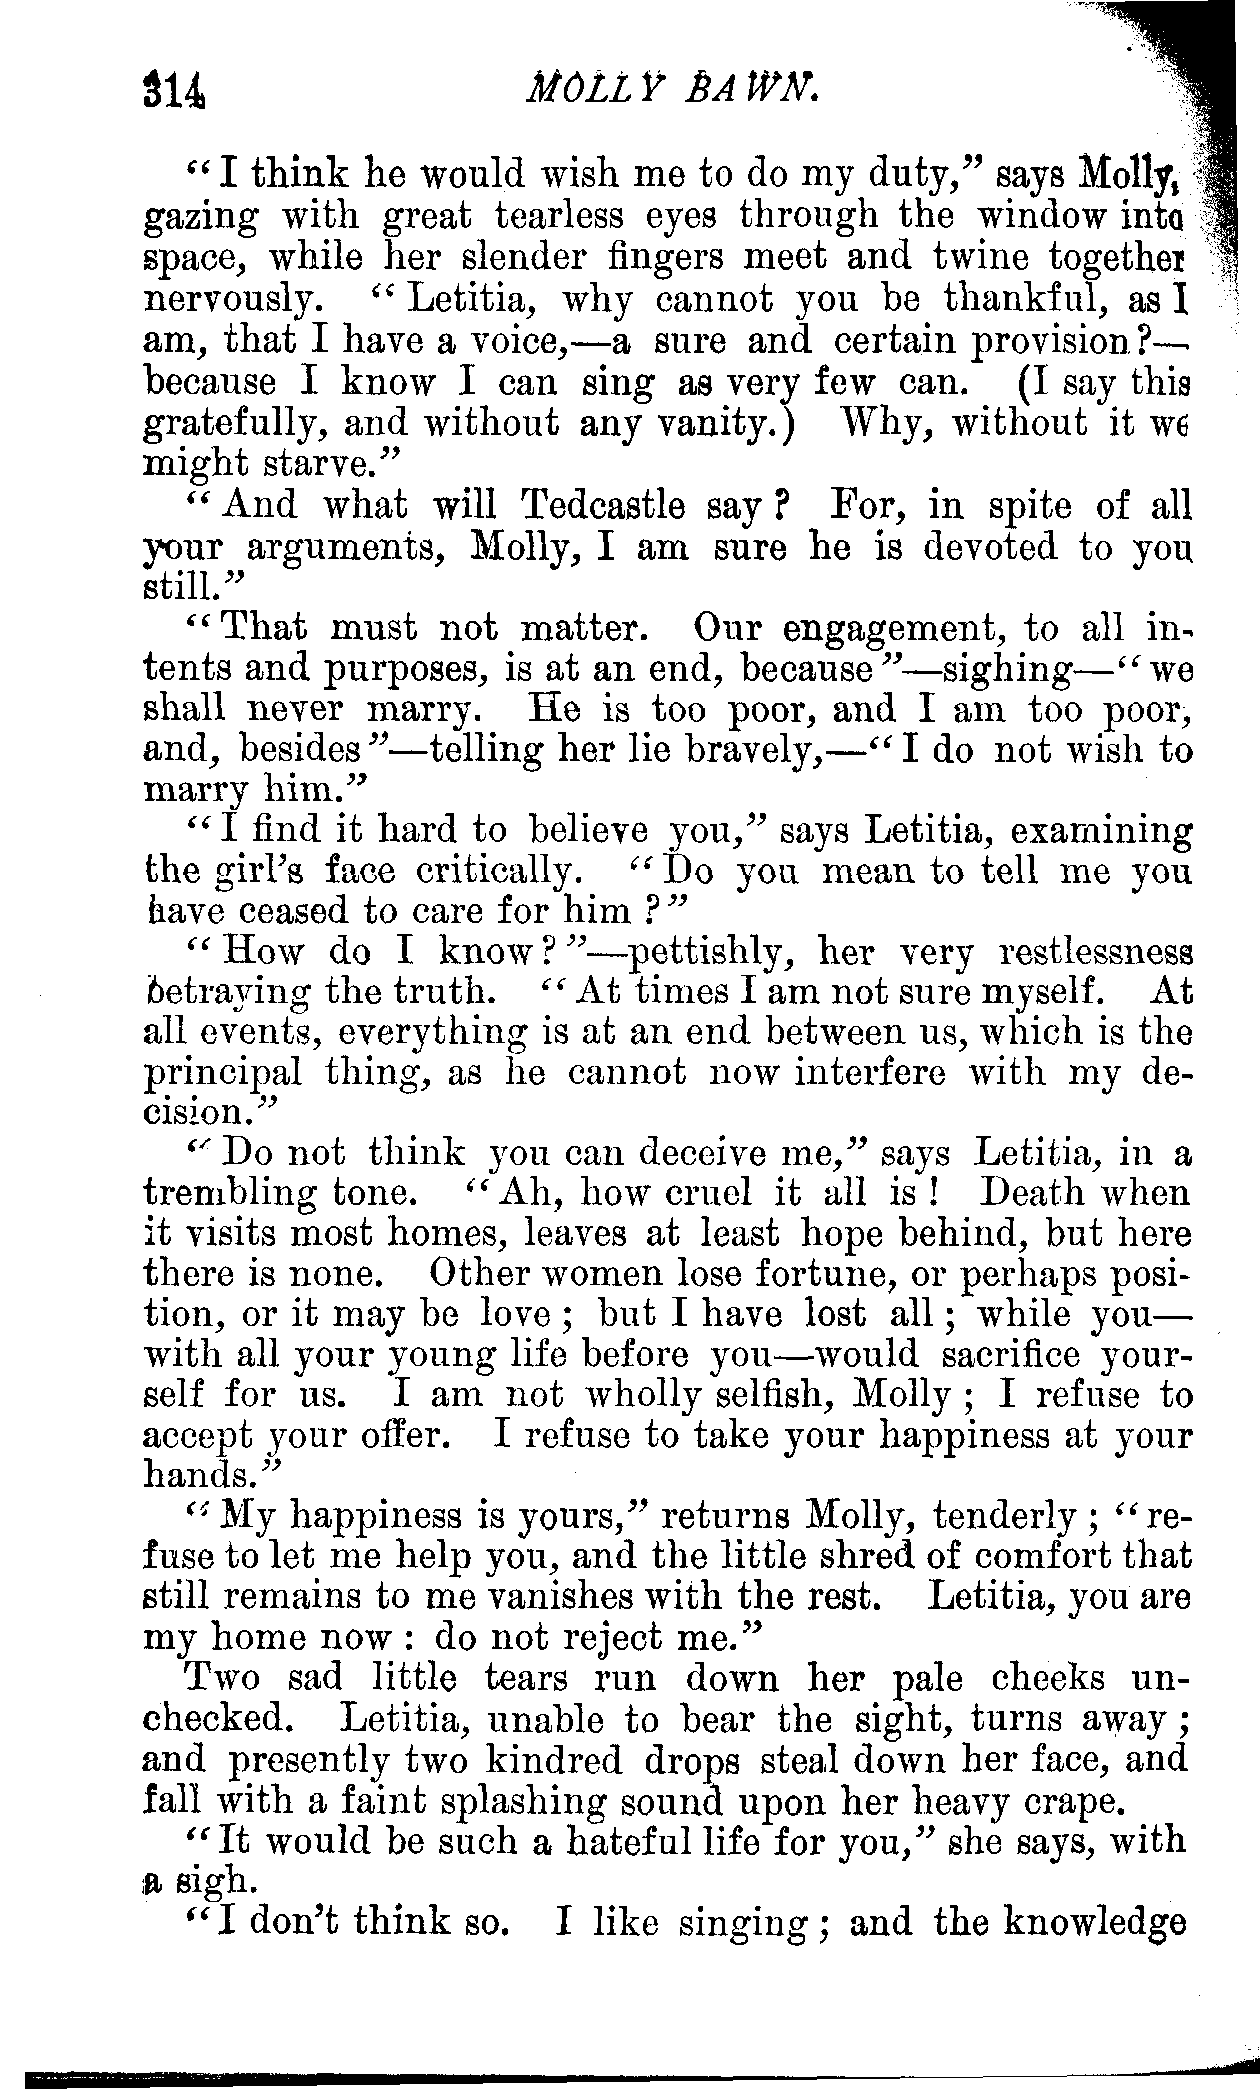 314 MOLLY BAWN.
"I think he would wish me to do my duty," says Molly,
gazing with great tearless eyes through the window into
space, while her slender fingers meet and twine together
nervously. "Letitia, why cannot you be thankful, as I
am, that I have a voice,—a sure and certain provision?—
because I know I can sing as very few can. (I say this
gratefully, and without any vanity.) Why, without it we
might starve."
"And what will Tedcastle say? For, in spite of all
your arguments, Molly, I am sure he is devoted to you
still."
"That must not matter. Our engagement, to all in-
tents and purposes, is at an end, because"—sighing—"we
shall never marry. He is too poor, and I am too poor,
and, besides"—telling her lie bravely,—"I do not wish to
marry him."
"I find it hard to believe you," says Letitia, examining
the girl's face critically. "Do you mean to tell me you
have ceased to care for him?"
"How do I know?"—pettishly, her very restlessness
betraying the truth. "At times I am not sure myself. At
all events, everything is at an end between us, which is the
principal thing, as he cannot now interfere with my de-
cision."
"Do not think you can deceive me," says Letitia, in a
trembling tone. "Ah, how cruel it all is! Death when
it visits most homes, leaves at least hope behind, but here
there is none. Other women lose fortune, or perhaps posi-
tion, or it may be love; but I have lost all; while you—
with all your young life before you—would sacrifice your-
self for us. I am not wholly selfish, Molly; I refuse to
accept your offer. I refuse to take your happiness at your
hands."
"My happiness is yours," returns Molly, tenderly; "re-
fuse to let me help you, and the little shred of comfort that
still remains to me vanishes with the rest. Letitia, you are
my home now: do not reject me."
Two sad little tears run down her pale cheeks un-
checked. Letitia, unable to bear the sight, turns away;
and presently two kindred drops steal down her face, and
fall with a faint splashing sound upon her heavy crape.
"It would be such a hateful life for you," she says, with
a sigh.
"I don't think so. I like singing; and the knowledge